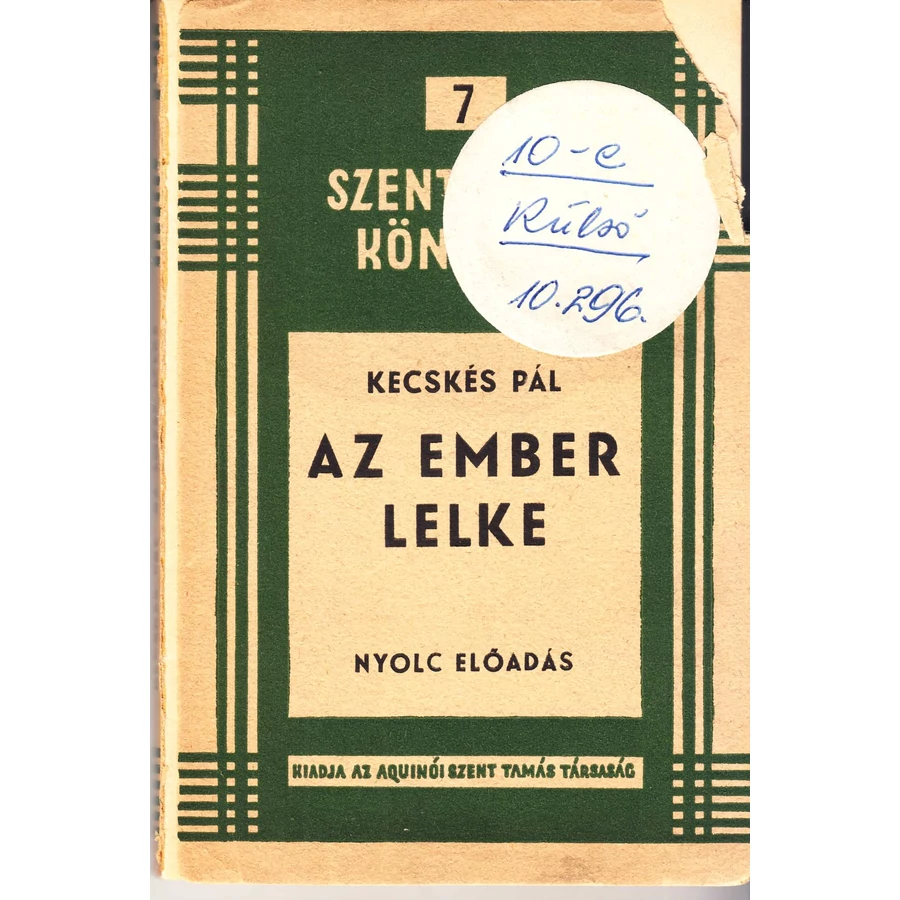 7
SZENT
KÖN
10-e
Külső
10.296.
KECSKÉS PÁL
AZ EMBER
LELKE
NYOLC ELŐADÁS
KIADJA AZ AQUINÓI SZENT TAMÁS TÁRSASÁG